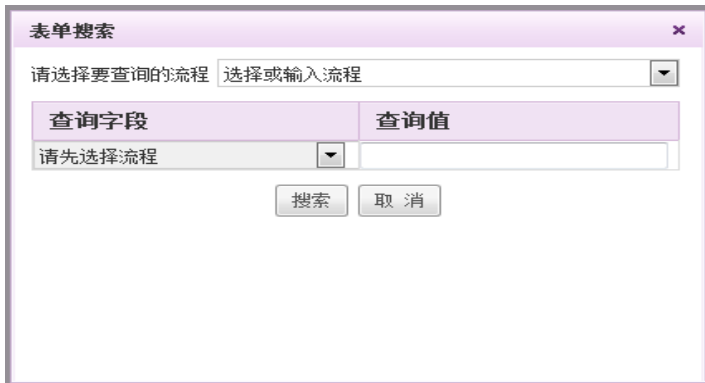 表单搜索
请选择要查询的流程 选择或输入流程
查询字段 查询值
请先选择流程
搜索 取 消